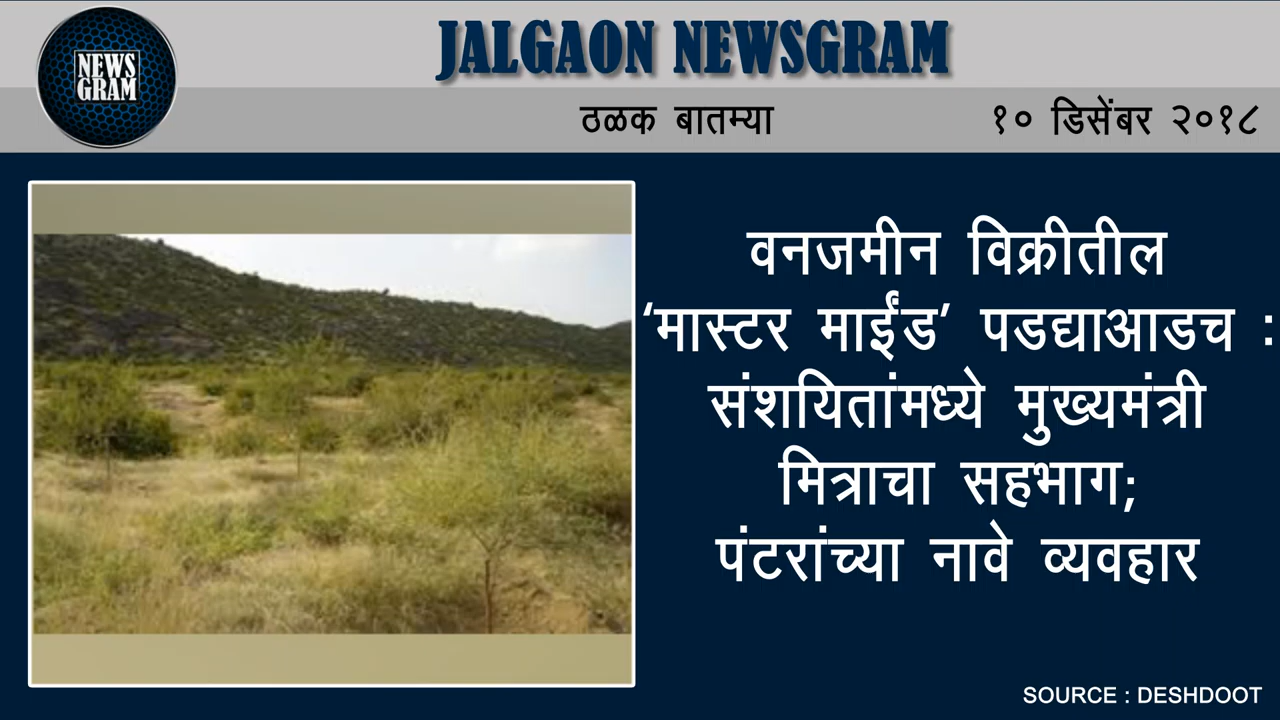 JALGAON NEWSGRAM
NEWS
GRAM
ठळक बातम्या
१० डिसेंबर २०१८
वनजमीन विक्रीतील
‘मास्टर माईंड’ पडद्याआडच :
संशयितांमध्ये मुख्यमंत्री
मित्राचा सहभाग;
पंटरांच्या नावे व्यवहार
SOURCE : DESHDOOT